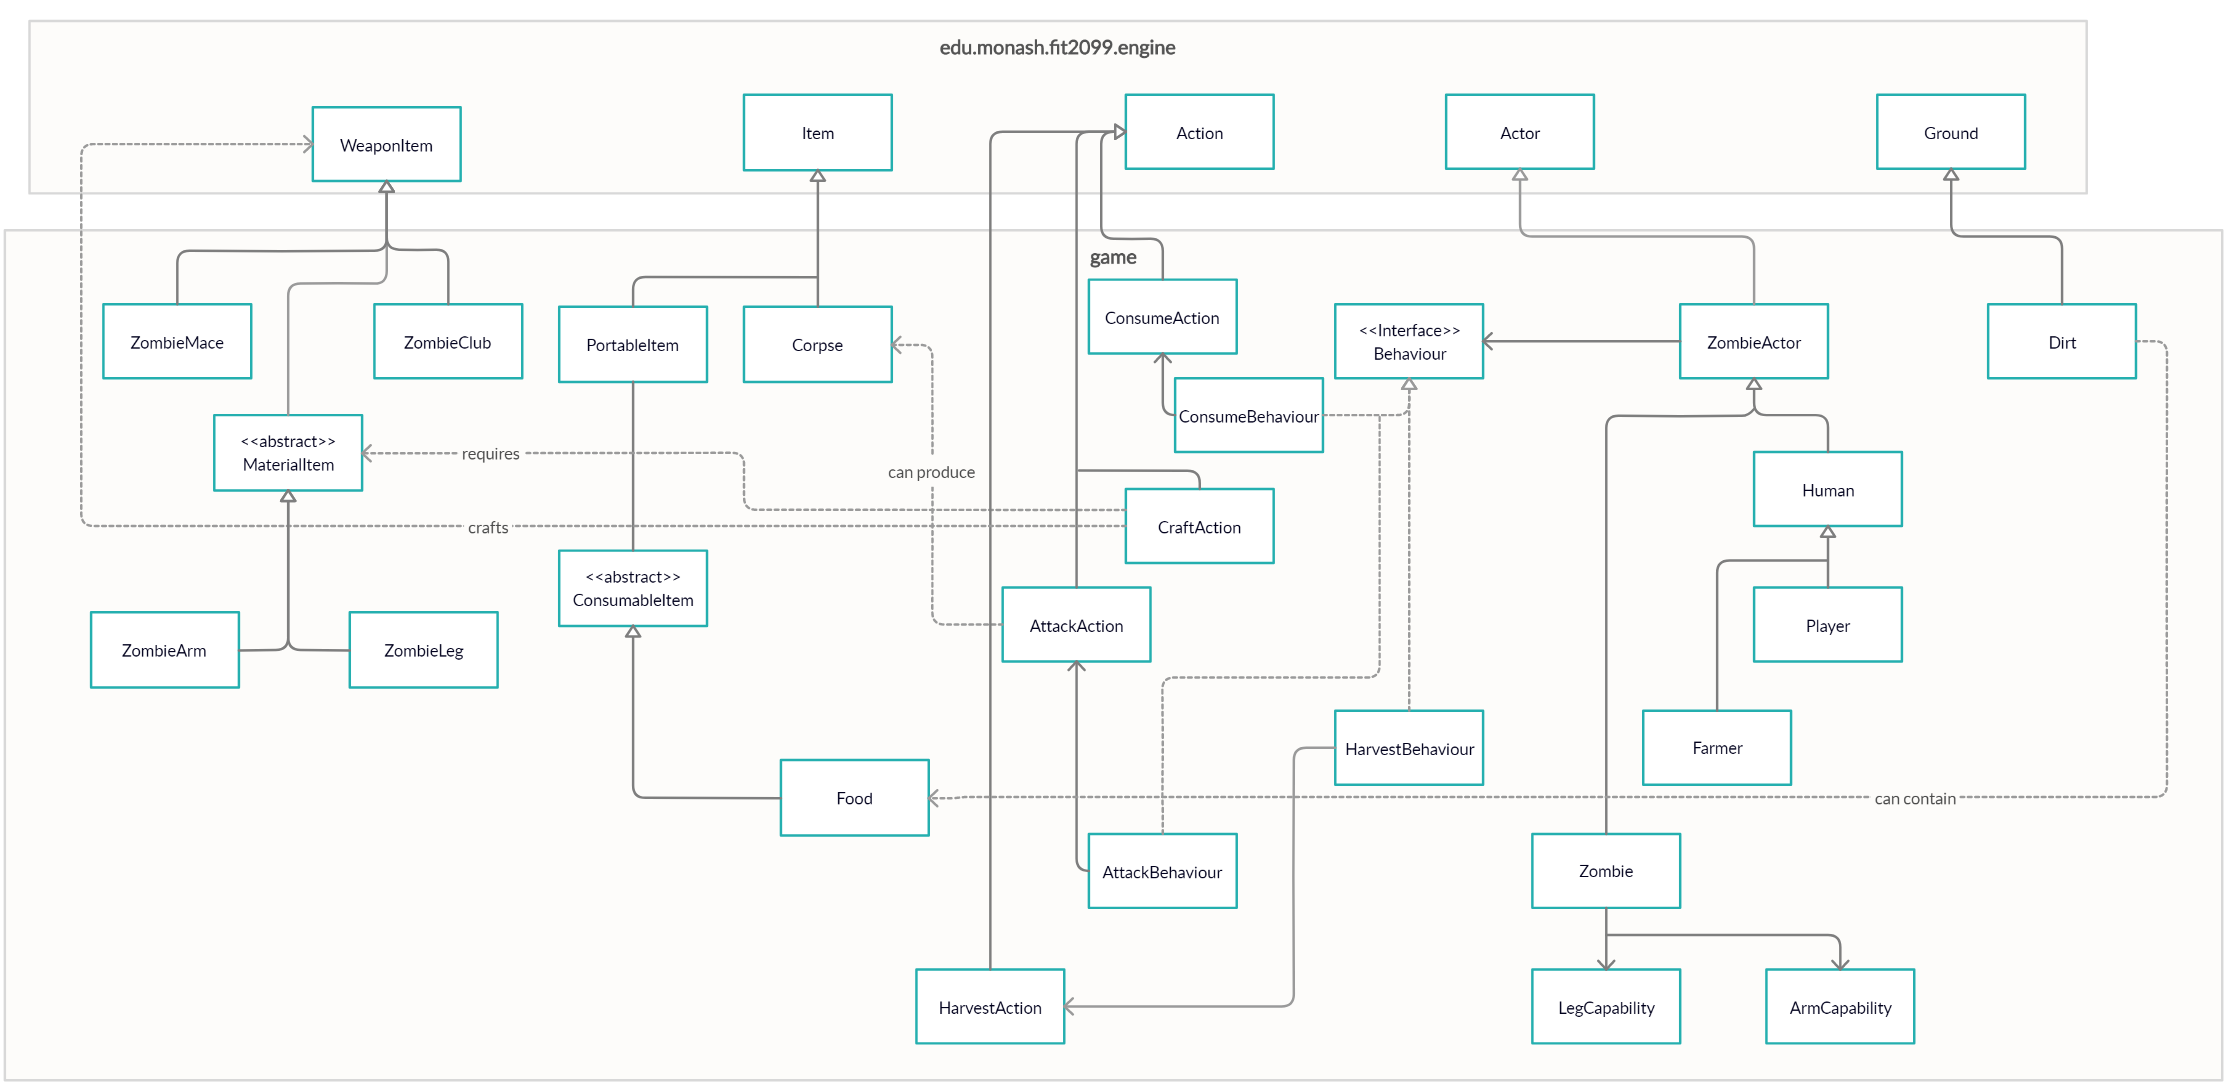 edu.monash.fit2099.engine
WeaponItem
Item
Action
Actor
Ground
game
ZombieMace
ZombieClub
PortableItem
Corpse
ConsumeAction
<<Interface>>
Behaviour
ZombieActor
Dirt
ConsumeBehaviour
<<abstract>>
MaterialItem
requires
can produce
Human
crafts
CraftAction
<<abstract>>
ConsumableItem
AttackAction
Player
ZombieArm
ZombieLeg
HarvestBehaviour
Farmer
Food
can contain
AttackBehaviour
Zombie
HarvestAction
LegCapability
ArmCapability